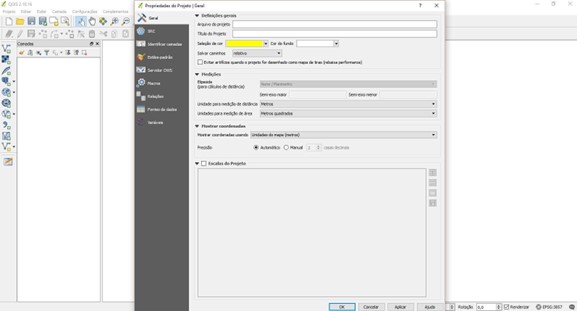 QGIS 2.18.16
Propriedades do Projeto | Geral
Projeto Editar Exibir Camada Configurações Complementos
Camadas
Geral
SRC
Identificar camadas
Estilos padrão
Servidor OWS
Macros
Relações
Fontes de dados
Variáveis
Definições gerais
Arquivo do projeto
Título do Projeto
Seleção de cor
Cor de fundo
Salvar caminhos relativo
Evitar artifícios quando o projeto for desenhado como mapa de tiras (rebaixa performance)
Medições
Elipsoide
(para cálculos de distância)
None / Planimetric
Semi-eixo maior
Semi-eixo menor
Unidade para medição de distância Metros
Unidades para medição de área Metros quadrados
Mostrar coordenadas
Mostrar coordenadas usando Unidades do mapa (metros)
Precisão Automático Manual casas decimais
Escalas do Projeto
OK Cancelar Aplicar Ajuda
Rotação 0,0 Renderizar EPSG:3857